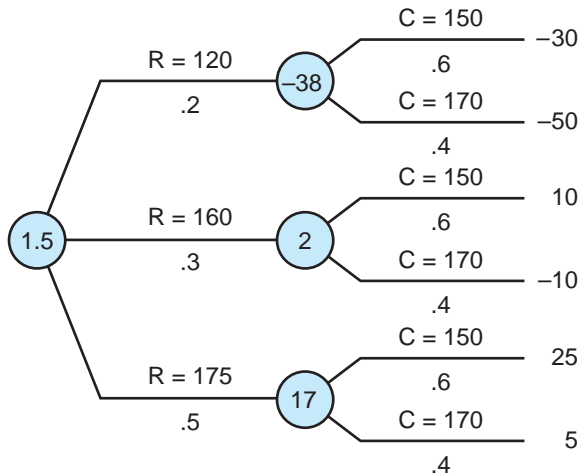 C = 150
–30
.6
R = 120
–38
.2
C = 170
–50
.4
C = 150
10
.6
R = 160
1.5
2
.3
C = 170
–10
.4
C = 150
25
.6
R = 175
17
.5
C = 170
5
.4